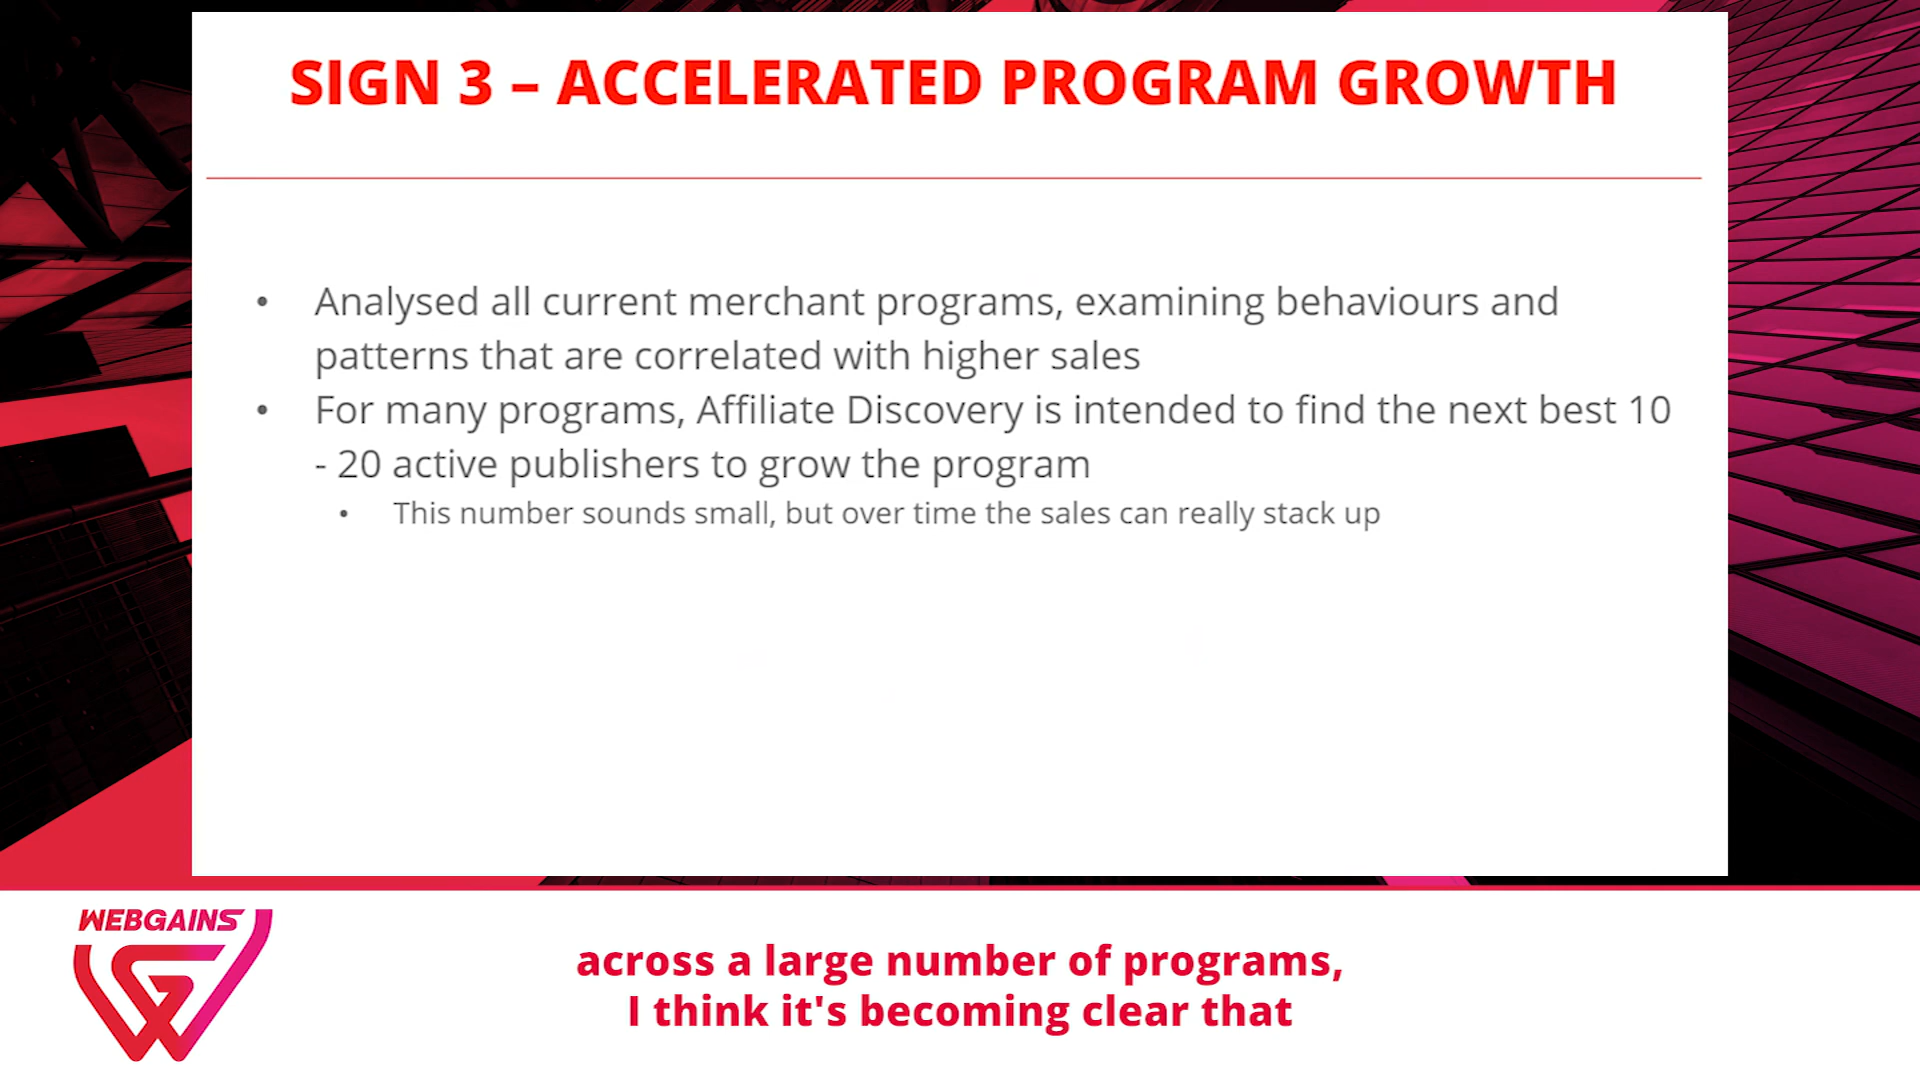 SIGN 3 – ACCELERATED PROGRAM GROWTH
• Analysed all current merchant programs, examining behaviours and
patterns that are correlated with higher sales
• For many programs, Affiliate Discovery is intended to find the next best 10
- 20 active publishers to grow the program
• This number sounds small, but over time the sales can really stack up
WEBGAINS
across a large number of programs,
I think it's becoming clear that